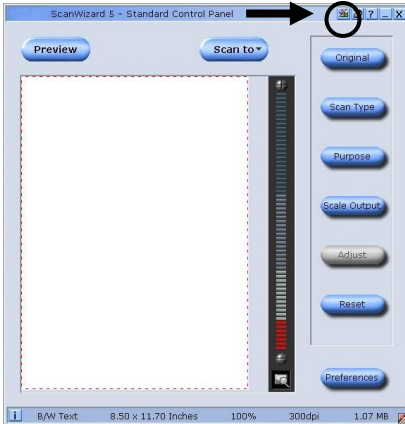 ScanWizard 5 - Standard Control Panel ? _ X
Preview
Scan to
Original
Scan Type
Purpose
Scale Output
Adjust
Reset
Preferences
i B/W Text 8.50 x 11.70 Inches 100% 300dpi 1.07 MB